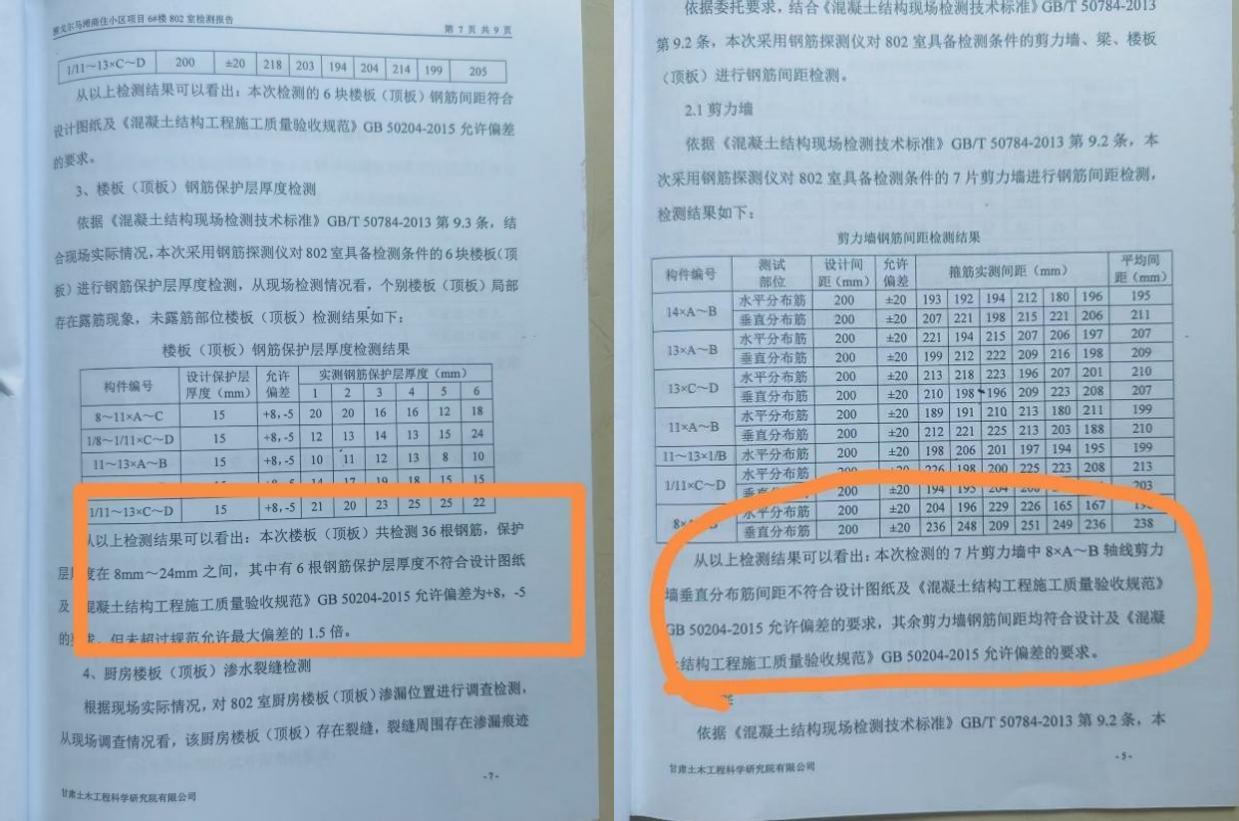 赛戈尔马滩商住小区项目 6#楼 802 室检测报告
第 7 页 共 9 页
1/11～13×C～D 200 ±20 218 203 194 204 214 199 205
从以上检测结果可以看出：本次检测的 6 块楼板（顶板）钢筋间距符合
设计图纸及《混凝土结构工程施工质量验收规范》GB 50204-2015 允许偏差
的要求。
3、楼板（顶板）钢筋保护层厚度检测
依据《混凝土结构现场检测技术标准》GB/T 50784-2013 第 9.3 条，结
合现场实际情况，本次采用钢筋探测仪对 802 室具备检测条件的 6 块楼板（顶
板）进行钢筋保护层厚度检测，从现场检测情况看，个别楼板（顶板）局部
存在露筋现象，未露筋部位楼板（顶板）检测结果如下：
楼板（顶板）钢筋保护层厚度检测结果
构件编号 设计保护层厚度（mm） 允许偏差 实测钢筋保护层厚度（mm）
1 2 3 4 5 6
8～11×A～C 15 +8，-5 20 20 16 16 12 18
1/8～1/11×C～D 15 +8，-5 12 13 14 13 15 24
11～13×A～B 15 +8，-5 10 11 12 13 8 10
15 +8，-5 14 17 19 18 15 15
1/11～13×C～D 15 +8，-5 21 20 23 25 25 22
从以上检测结果可以看出：本次楼板（顶板）共检测 36 根钢筋，保护
层厚度在 8mm～24mm 之间，其中有 6 根钢筋保护层厚度不符合设计图纸
及《混凝土结构工程施工质量验收规范》GB 50204-2015 允许偏差为+8，-5
的要求，但未超过规范允许最大偏差的 1.5 倍。
4、厨房楼板（顶板）渗水裂缝检测
根据现场实际情况，对 802 室厨房楼板（顶板）渗漏位置进行调查检测，
从现场调查情况看，该厨房楼板（顶板）存在裂缝，裂缝周围存在渗漏痕迹
-7-
甘肃土木工程科学研究院有限公司
依据委托要求，结合《混凝土结构现场检测技术标准》GB/T 50784-2013
第 9.2 条，本次采用钢筋探测仪对 802 室具备检测条件的剪力墙、梁、楼板
（顶板）进行钢筋间距检测。
2.1 剪力墙
依据《混凝土结构现场检测技术标准》GB/T 50784-2013 第 9.2 条，本
次采用钢筋探测仪对 802 室具备检测条件的 7 片剪力墙进行钢筋间距检测，
检测结果如下：
剪力墙钢筋间距检测结果
构件编号 测试部位 设计间距（mm） 允许偏差 箍筋实测间距（mm） 平均间距（mm）
14×A～B 水平分布筋 200 ±20 193 192 194 212 180 196 195
垂直分布筋 200 ±20 207 221 198 215 221 206 211
13×A～B 水平分布筋 200 ±20 221 194 215 207 206 197 207
垂直分布筋 200 ±20 199 212 222 209 216 198 209
13×C～D 水平分布筋 200 ±20 213 218 223 196 207 201 210
垂直分布筋 200 ±20 210 198 196 209 223 208 207
11×A～B 水平分布筋 200 ±20 189 191 210 213 180 211 199
垂直分布筋 200 ±20 212 221 225 213 203 188 210
11～13×1/B 水平分布筋 200 ±20 198 206 201 197 194 195 199
1/11×C～D 水平分布筋 200 ±20 226 198 200 225 223 208 213
垂直分布筋 200 ±20 194 195 204 203
水平分布筋 200 ±20 204 196 229 226 165 167
垂直分布筋 200 ±20 236 248 209 251 249 236 238
从以上检测结果可以看出：本次检测的 7 片剪力墙中 8×A～B 轴线剪力
墙垂直分布筋间距不符合设计图纸及《混凝土结构工程施工质量验收规范》
GB 50204-2015 允许偏差的要求，其余剪力墙钢筋间距均符合设计及《混凝
土结构工程施工质量验收规范》GB 50204-2015 允许偏差的要求。
依据《混凝土结构现场检测技术标准》GB/T 50784-2013 第 9.2 条，本
-5-
甘肃土木工程科学研究院有限公司